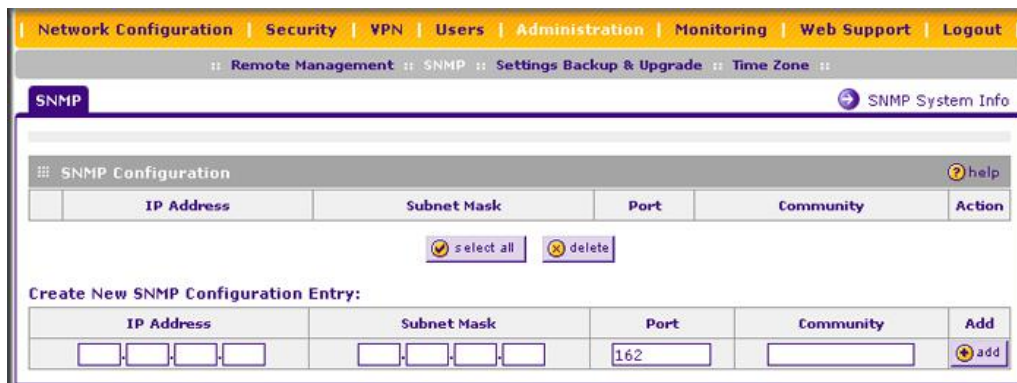 Network Configuration | Security | VPN | Users | Administration | Monitoring | Web Support | Logout
:: Remote Management :: SNMP :: Settings Backup & Upgrade :: Time Zone ::
SNMP SNMP System Info
SNMP Configuration help
IP Address Subnet Mask Port Community Action
select all delete
Create New SNMP Configuration Entry:
IP Address Subnet Mask Port Community Add
. . . . . . 162 add